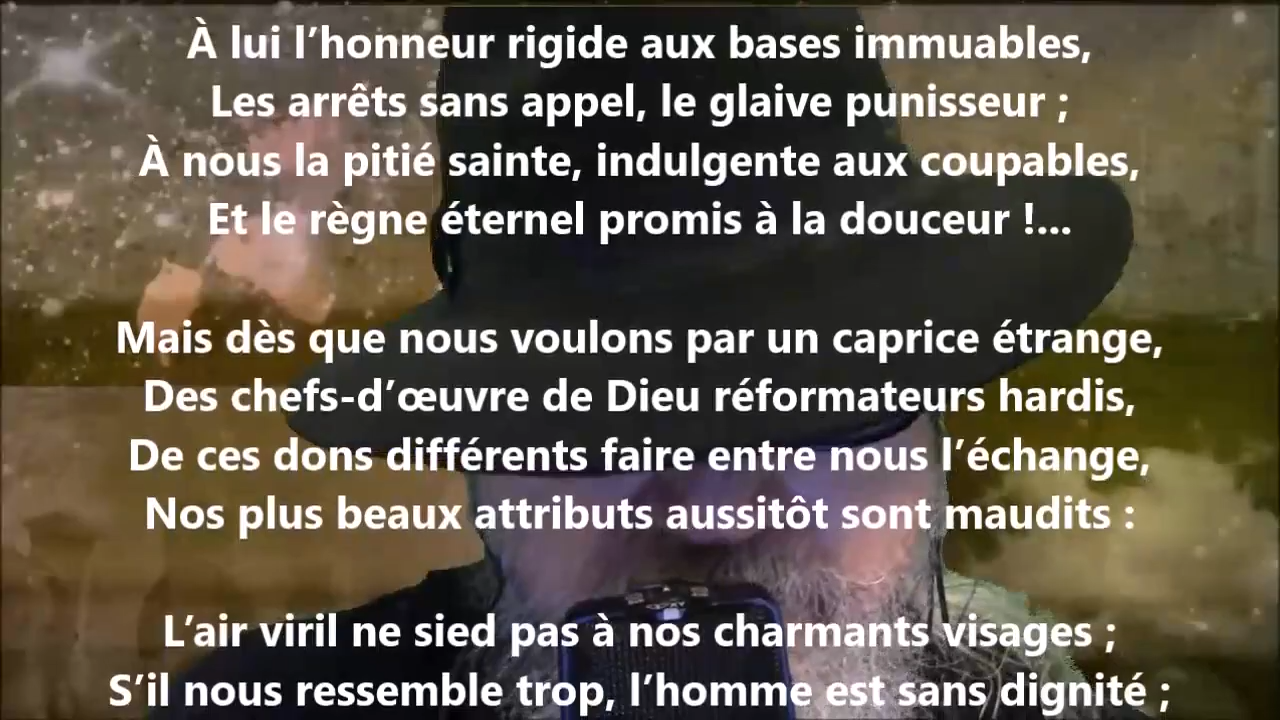 À lui l’honneur rigide aux bases immuables,
Les arrêts sans appel, le glaive punisseur ;
À nous la pitié sainte, indulgente aux coupables,
Et le règne éternel promis à la douceur !...
Mais dès que nous voulons par un caprice étrange,
Des chefs-d’œuvre de Dieu réformateurs hardis,
De ces dons différents faire entre nous l’échange,
Nos plus beaux attributs aussitôt sont maudits :
L’air viril ne sied pas à nos charmants visages ;
S’il nous ressemble trop, l’homme est sans dignité ;